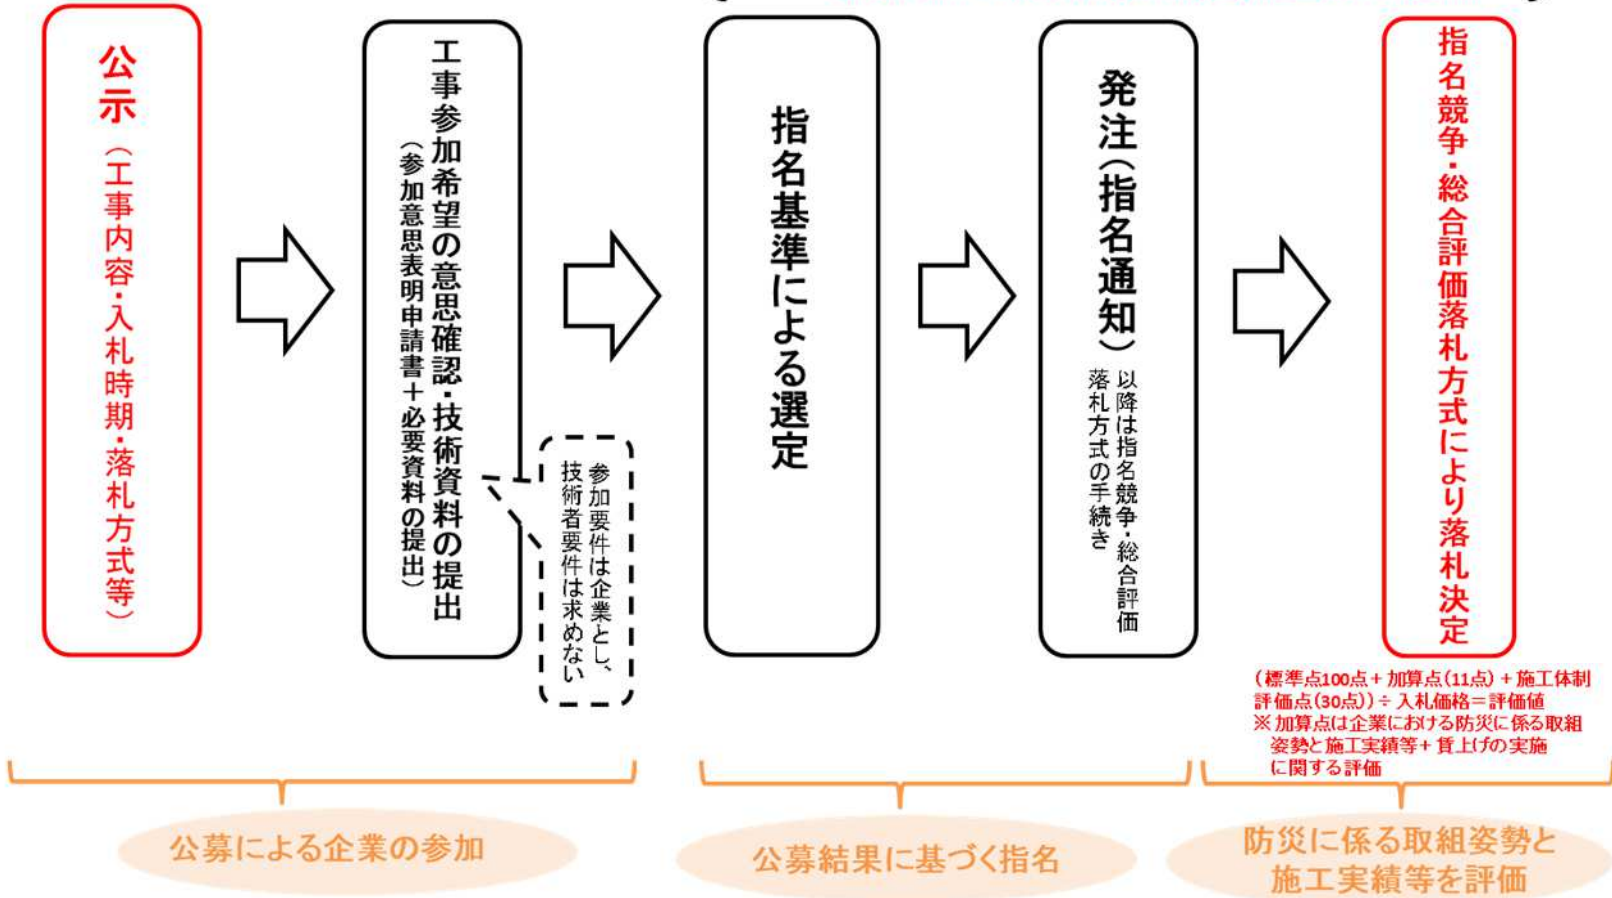 公示（工事内容・入札時期・落札方式等）
工事参加希望の意思確認・技術資料の提出
（参加意思表明申請書＋必要資料の提出）
参加要件は企業とし、
技術者要件は求めない
指名基準による選定
発注（指名通知）
以降は指名競争・総合評価
落札方式の手続き
指名競争・総合評価落札方式により落札決定
（標準点100点＋加算点(11点)＋施工体制
評価点(30点)）÷入札価格＝評価値
※加算点は企業における防災に係る取組
姿勢と施工実績等＋賃上げの実施
に関する評価
公募による企業の参加
公募結果に基づく指名
防災に係る取組姿勢と
施工実績等を評価